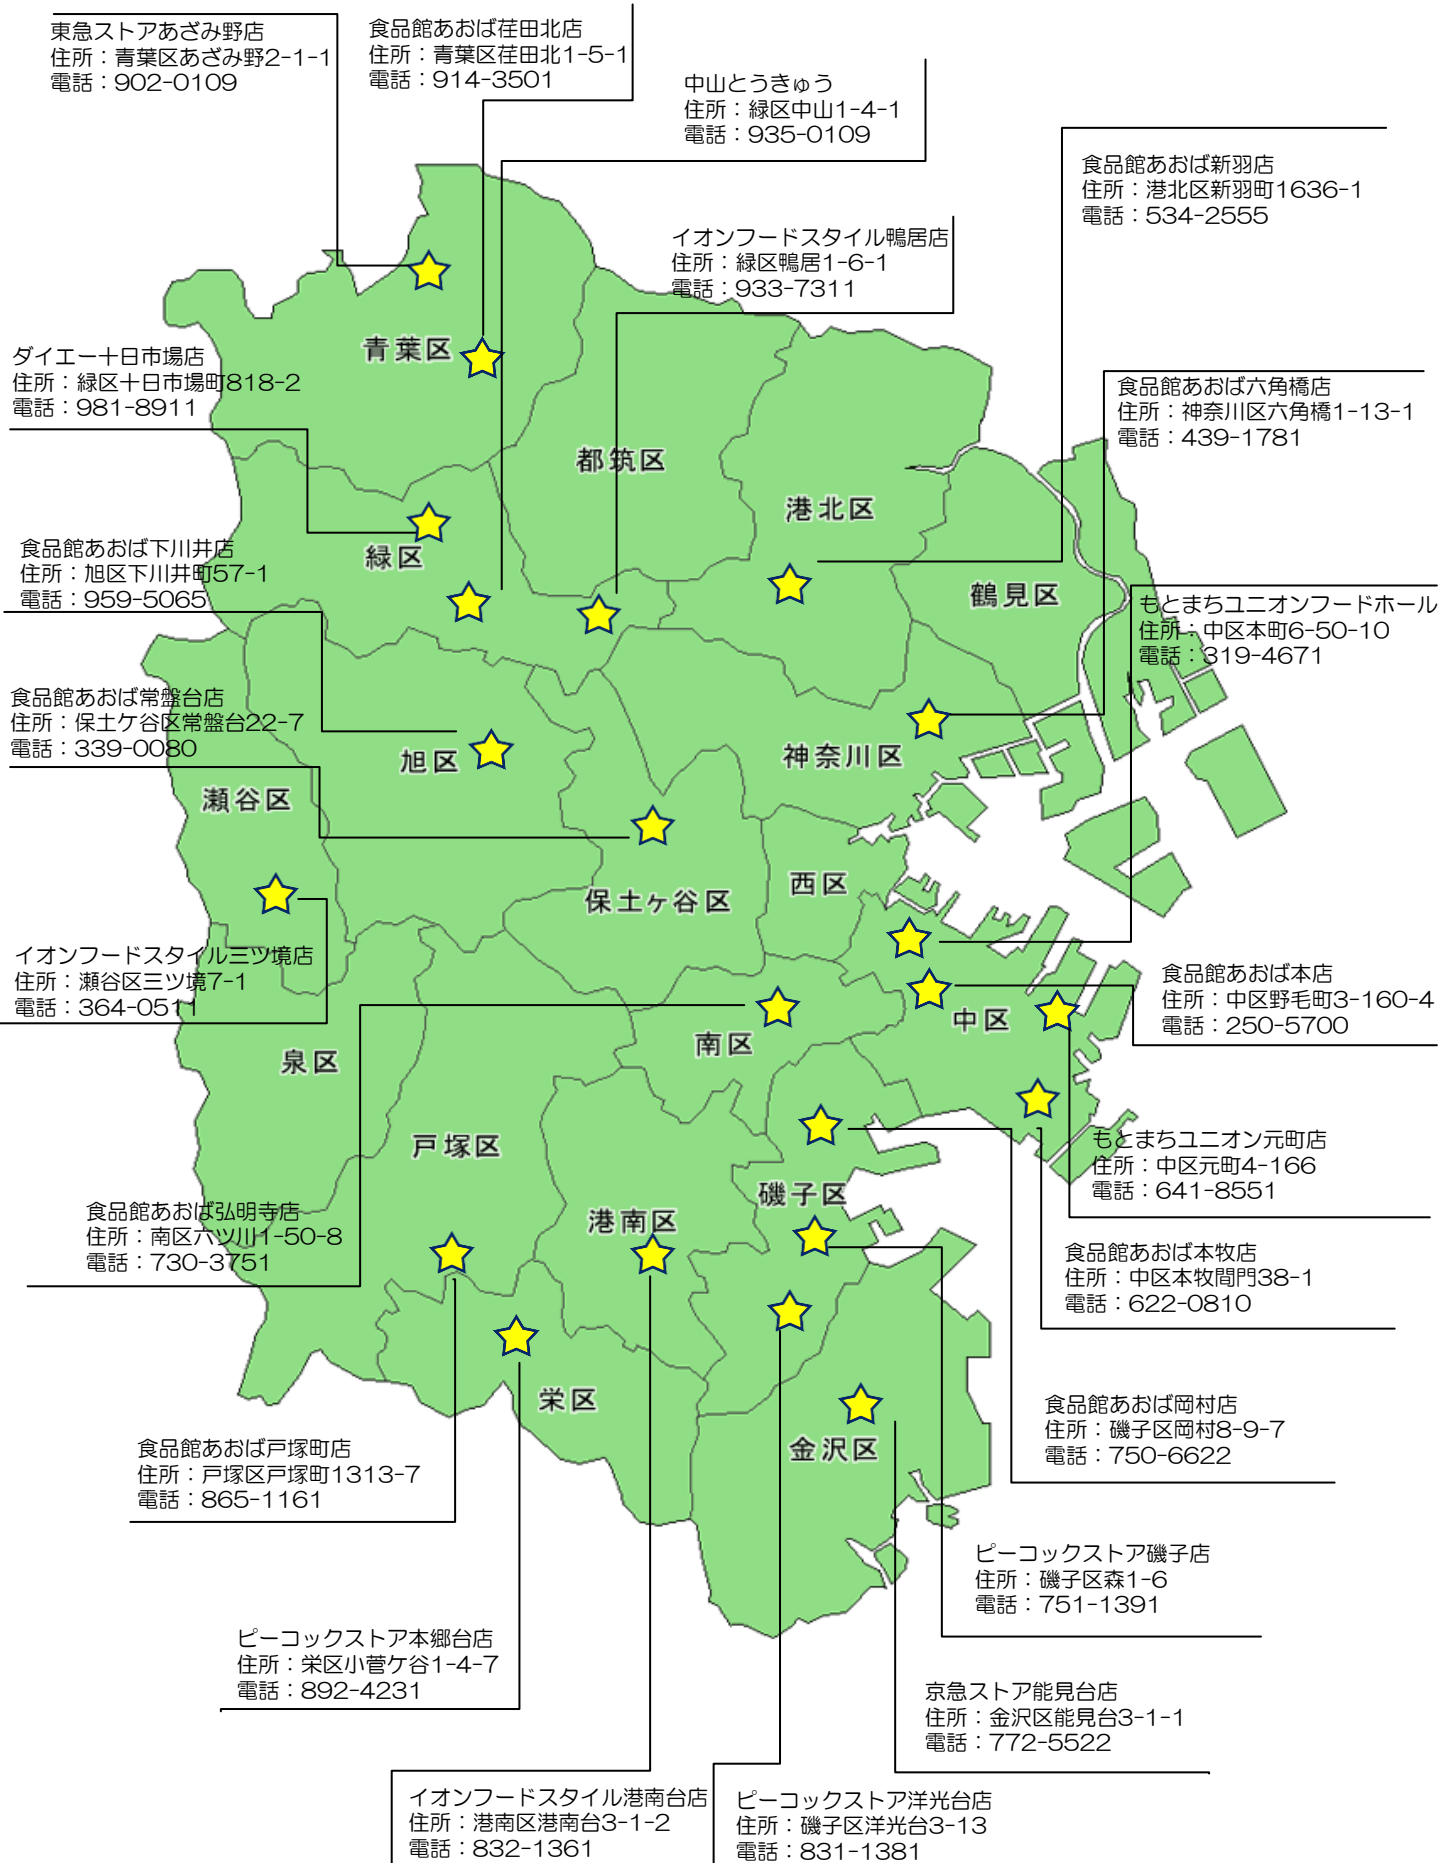 東急ストアあざみ野店
住所：青葉区あざみ野2-1-1
電話：902-0109
食品館あおば荏田北店
住所：青葉区荏田北1-5-1
電話：914-3501
中山とうきゅう
住所：緑区中山1-4-1
電話：935-0109
食品館あおば新羽店
住所：港北区新羽町1636-1
電話：534-2555
イオンフードスタイル鴨居店
住所：緑区鴨居1-6-1
電話：933-7311
青葉区
ダイエー十日市場店
住所：緑区十日市場町818-2
電話：981-8911
食品館あおば六角橋店
住所：神奈川区六角橋1-13-1
電話：439-1781
都筑区
港北区
緑区
食品館あおば下川井店
住所：旭区下川井町57-1
電話：959-5065
鶴見区
もとまちユニオンフードホール
住所：中区本町6-50-10
電話：319-4671
食品館あおば常盤台店
住所：保土ケ谷区常盤台22-7
電話：339-0080
旭区
神奈川区
瀬谷区
西区
保土ヶ谷区
イオンフードスタイル三ツ境店
住所：瀬谷区三ツ境7-1
電話：364-0511
食品館あおば本店
住所：中区野毛町3-160-4
電話：250-5700
中区
南区
泉区
戸塚区
もとまちユニオン元町店
住所：中区元町4-166
電話：641-8551
磯子区
港南区
食品館あおば弘明寺店
住所：南区六ツ川1-50-8
電話：730-3751
食品館あおば本牧店
住所：中区本牧間門38-1
電話：622-0810
栄区
食品館あおば岡村店
住所：磯子区岡村8-9-7
電話：750-6622
金沢区
食品館あおば戸塚町店
住所：戸塚区戸塚町1313-7
電話：865-1161
ピーコックストア磯子店
住所：磯子区森1-6
電話：751-1391
ピーコックストア本郷台店
住所：栄区小菅ケ谷1-4-7
電話：892-4231
京急ストア能見台店
住所：金沢区能見台3-1-1
電話：772-5522
イオンフードスタイル港南台店
住所：港南区港南台3-1-2
電話：832-1361
ピーコックストア洋光台店
住所：磯子区洋光台3-13
電話：831-1381